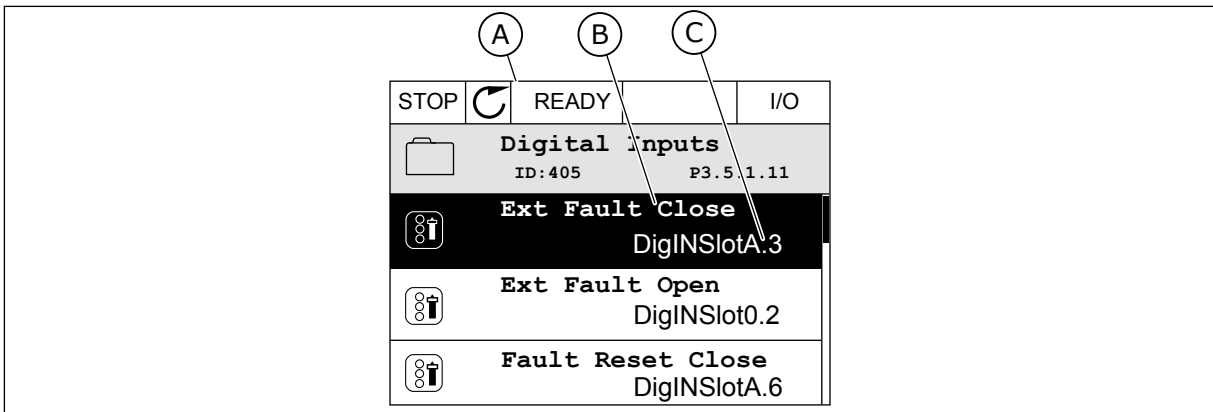 A B C
STOP READY I/O
Digital Inputs
ID:405 P3.5.1.11
Ext Fault Close
DigINSlotA.3
Ext Fault Open
DigINSlot0.2
Fault Reset Close
DigINSlotA.6